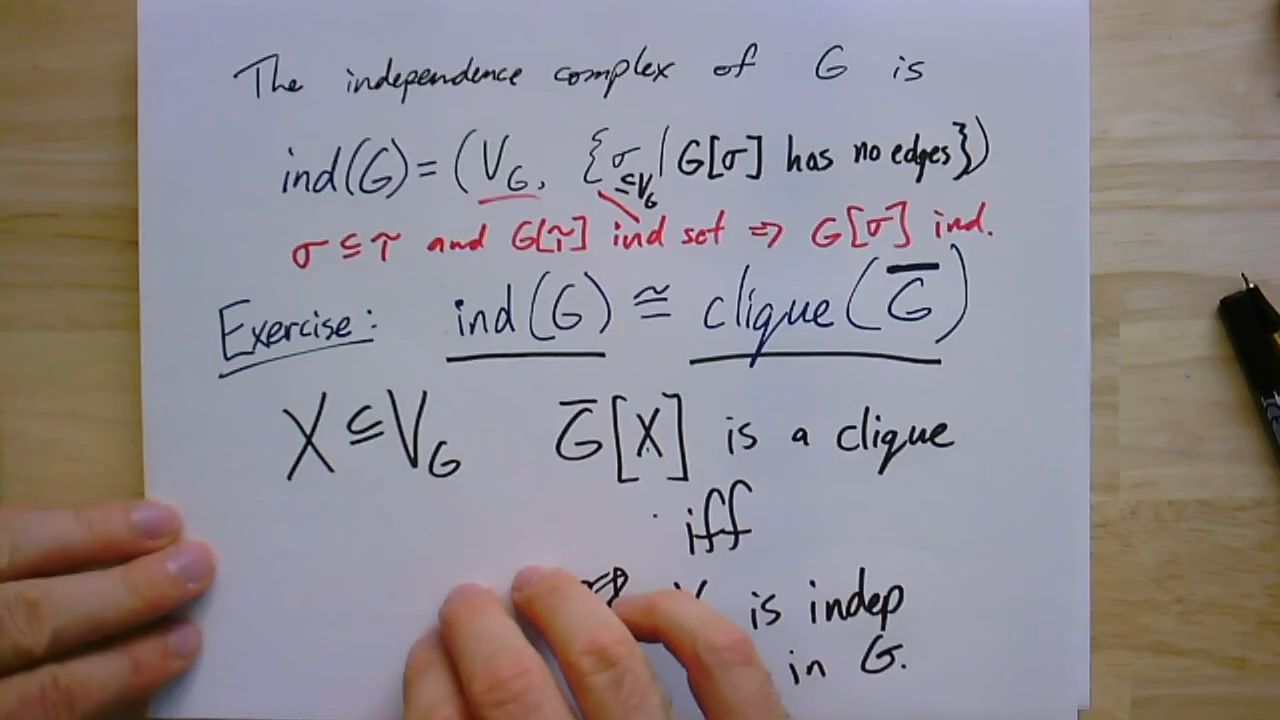 The independence complex of G is
ind(G) = (V_G, {σ ⊆ V_G | G[σ] has no edges})
σ ⊆ τ and G[τ] ind set ⇒ G[σ] ind.
Exercise: ind(G) ≅ clique(G̅)
X ⊆ V_G G̅[X] is a clique
iff
is indep
in G.